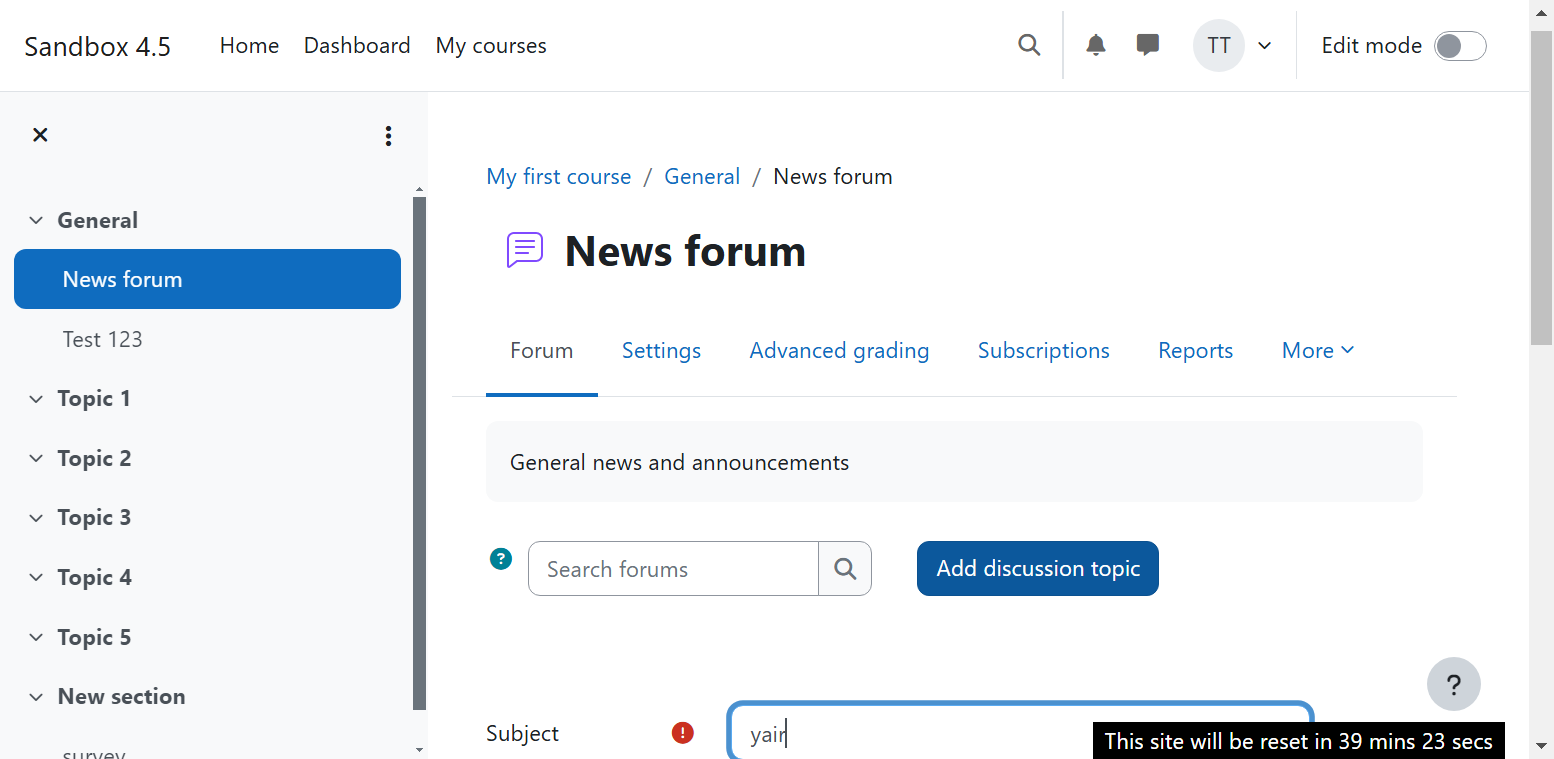 Sandbox 4.5 Home Dashboard My courses TT Edit mode
My first course / General / News forum
General
News forum
Test 123
Topic 1
Topic 2
Topic 3
Topic 4
Topic 5
New section
survey
News forum
Forum Settings Advanced grading Subscriptions Reports More
General news and announcements
? Search forums Add discussion topic
?
Subject ! yair
This site will be reset in 39 mins 23 secs